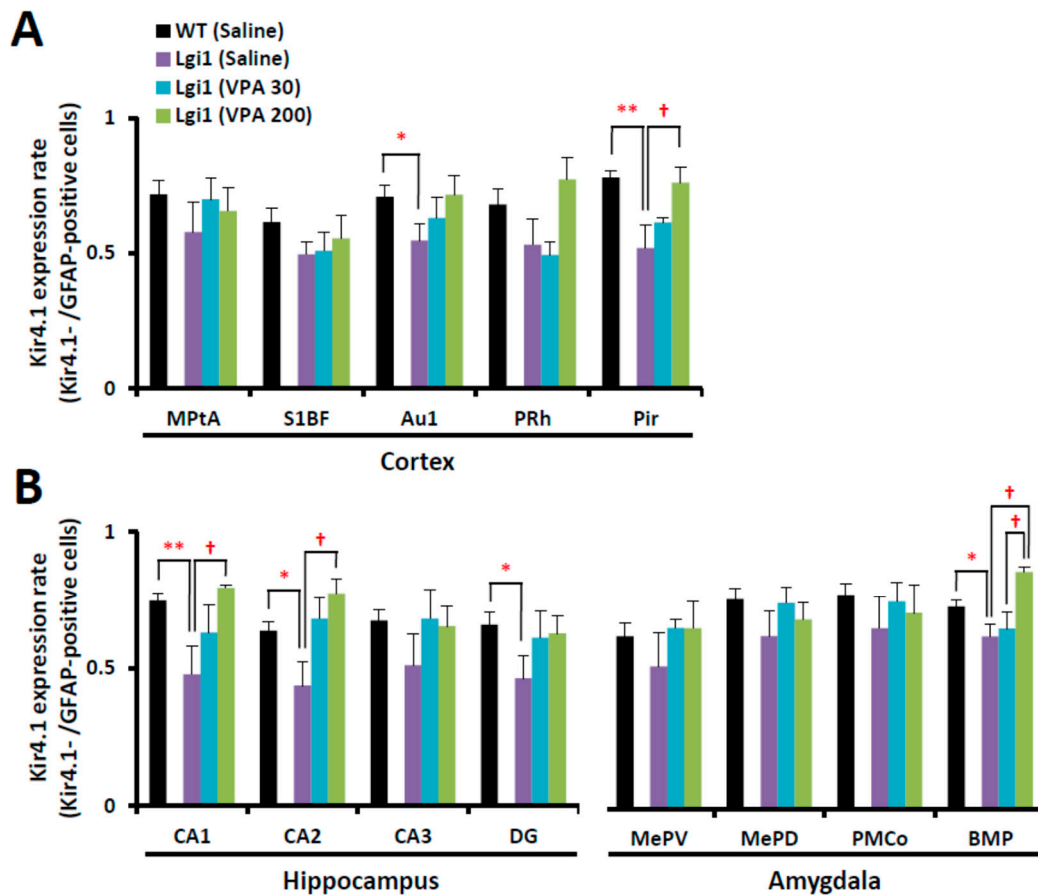 A
WT (Saline)
Lgi1 (Saline)
Lgi1 (VPA 30)
Lgi1 (VPA 200)
Kir4.1 expression rate
(Kir4.1- /GFAP-positive cells)
1
0.5
0
*
** †
MPtA S1BF Au1 PRh Pir
Cortex
B
Kir4.1 expression rate
(Kir4.1- /GFAP-positive cells)
1
0.5
0
** †
* †
*
*
†
†
CA1 CA2 CA3 DG MePV MePD PMCo BMP
Hippocampus Amygdala